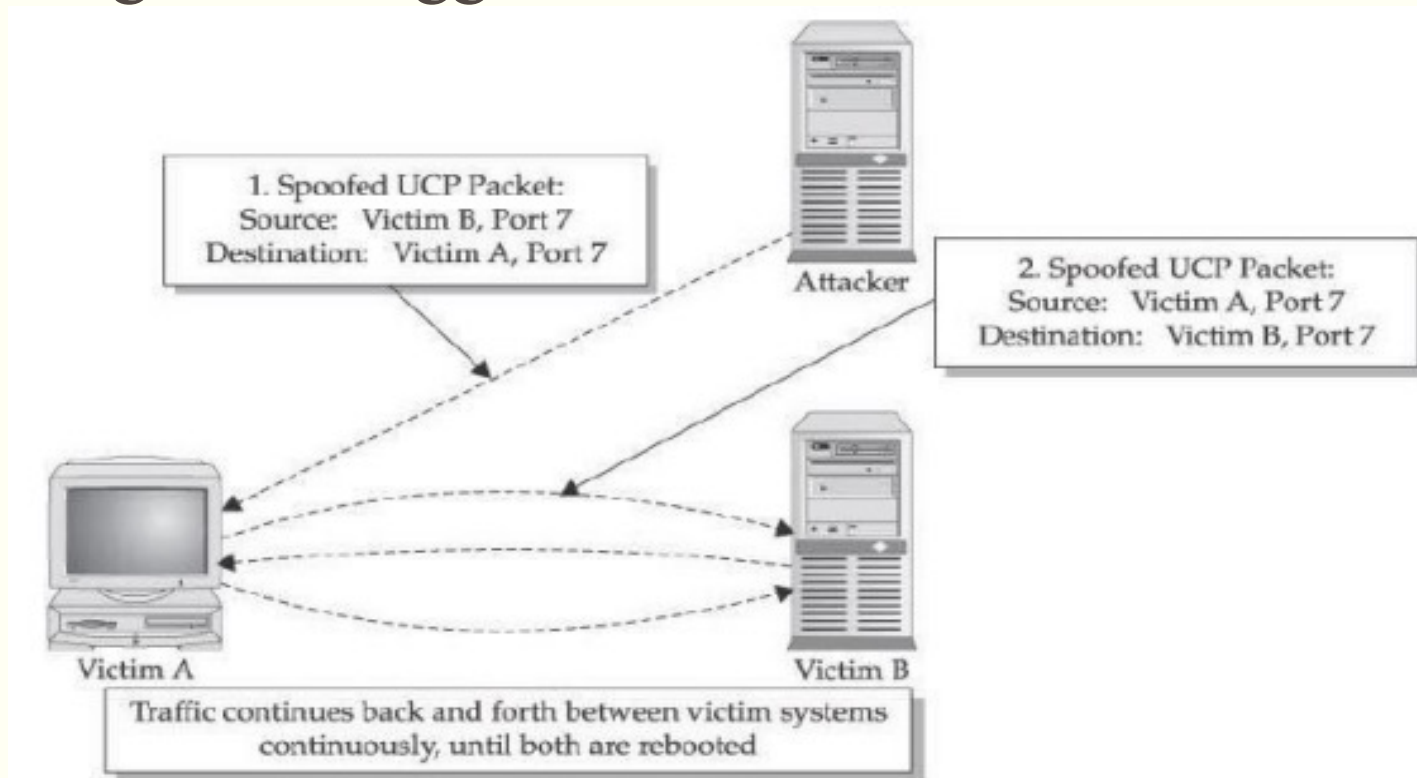 1. Spoofed UCP Packet:
Source: Victim B, Port 7
Destination: Victim A, Port 7
Attacker
2. Spoofed UCP Packet:
Source: Victim A, Port 7
Destination: Victim B, Port 7
Victim A
Victim B
Traffic continues back and forth between victim systems
continuously, until both are rebooted